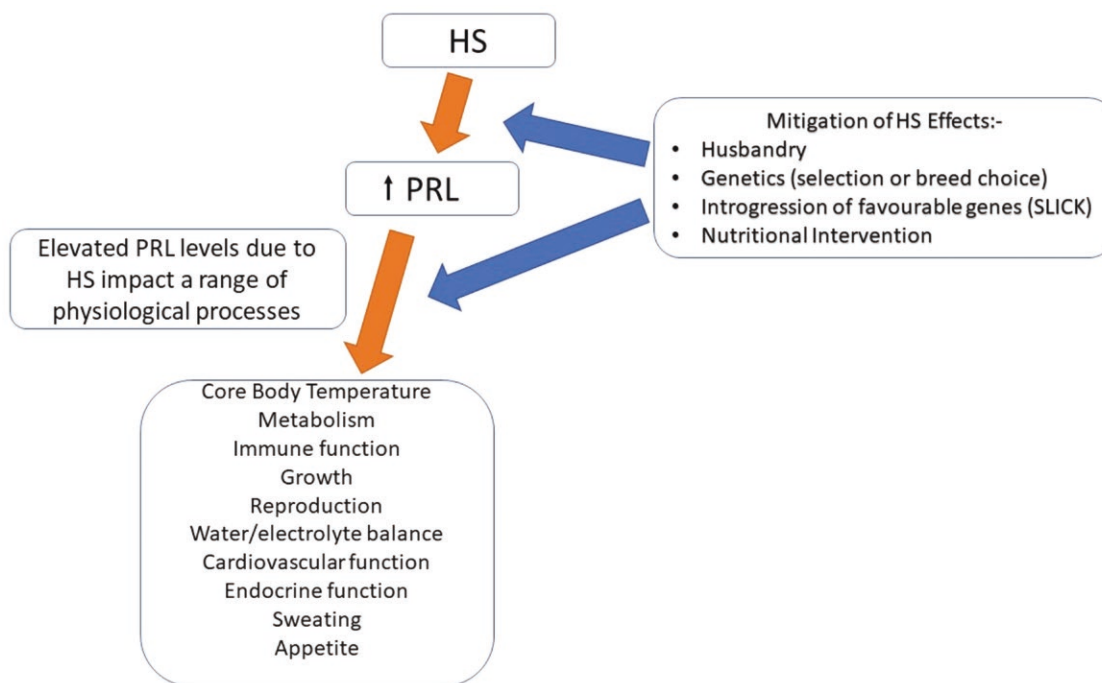 HS
Mitigation of HS Effects:-
• Husbandry
• Genetics (selection or breed choice)
• Introgression of favourable genes (SLICK)
• Nutritional Intervention
↑ PRL
Elevated PRL levels due to
HS impact a range of
physiological processes
Core Body Temperature
Metabolism
Immune function
Growth
Reproduction
Water/electrolyte balance
Cardiovascular function
Endocrine function
Sweating
Appetite